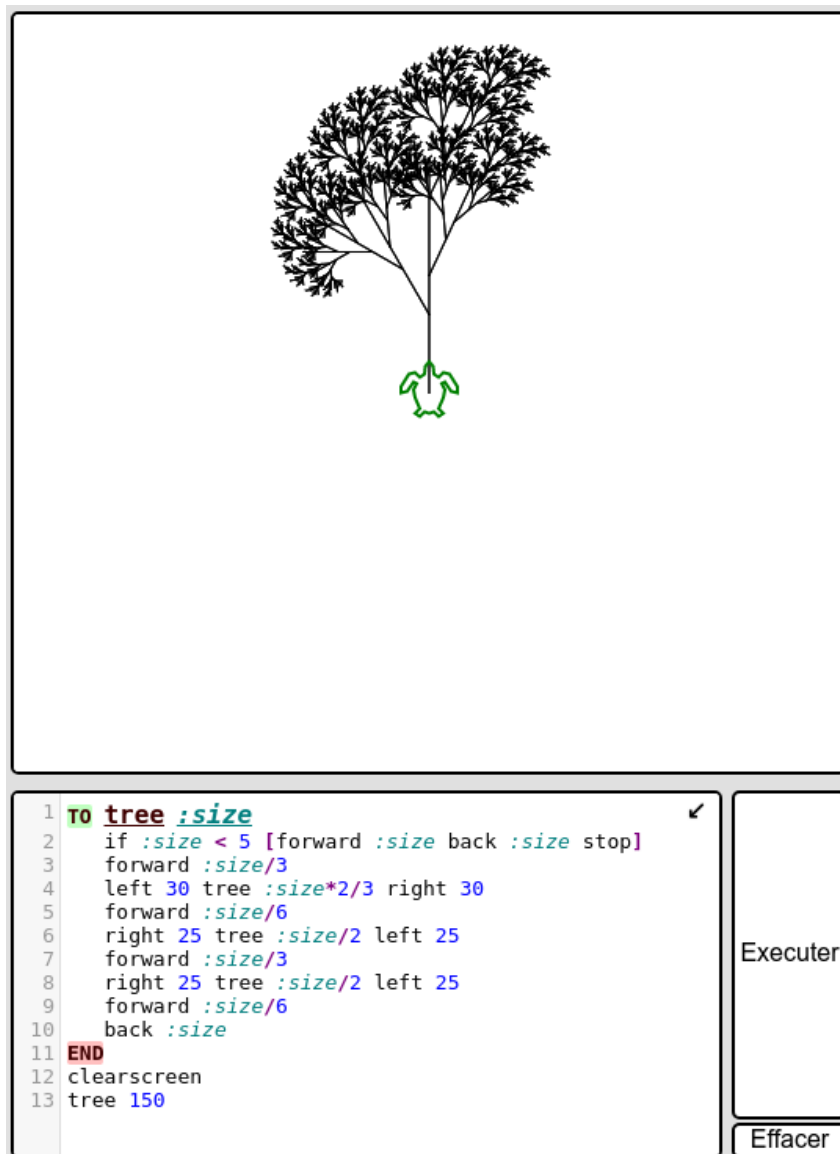 1 TO tree :size
2 if :size < 5 [forward :size back :size stop]
3 forward :size/3
4 left 30 tree :size*2/3 right 30
5 forward :size/6
6 right 25 tree :size/2 left 25
7 forward :size/3
8 right 25 tree :size/2 left 25
9 forward :size/6
10 back :size
11 END
12 clearscreen
13 tree 150
Executer
Effacer